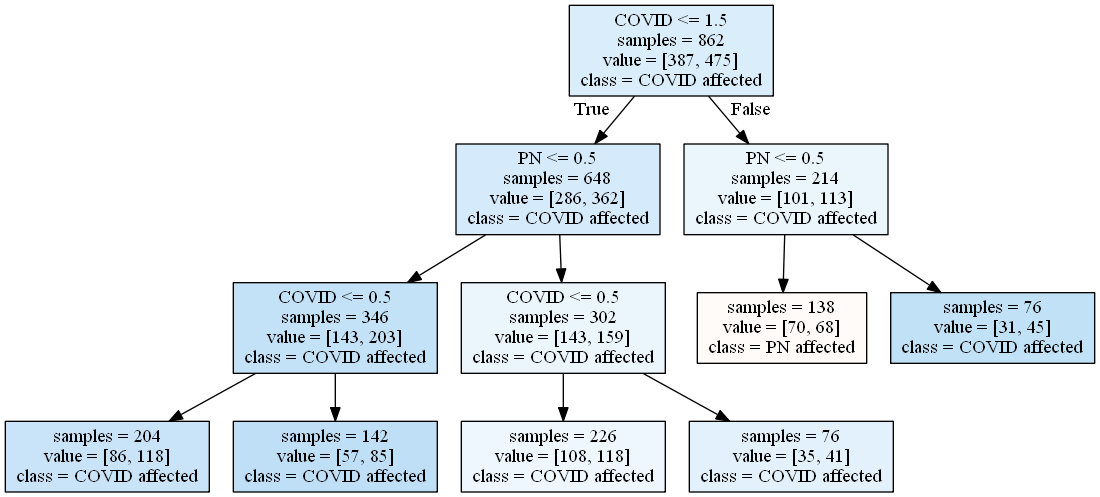 COVID <= 1.5
samples = 862
value = [387, 475]
class = COVID affected
True
False
PN <= 0.5
samples = 648
value = [286, 362]
class = COVID affected
PN <= 0.5
samples = 214
value = [101, 113]
class = COVID affected
COVID <= 0.5
samples = 346
value = [143, 203]
class = COVID affected
COVID <= 0.5
samples = 302
value = [143, 159]
class = COVID affected
samples = 138
value = [70, 68]
class = PN affected
samples = 76
value = [31, 45]
class = COVID affected
samples = 204
value = [86, 118]
class = COVID affected
samples = 142
value = [57, 85]
class = COVID affected
samples = 226
value = [108, 118]
class = COVID affected
samples = 76
value = [35, 41]
class = COVID affected